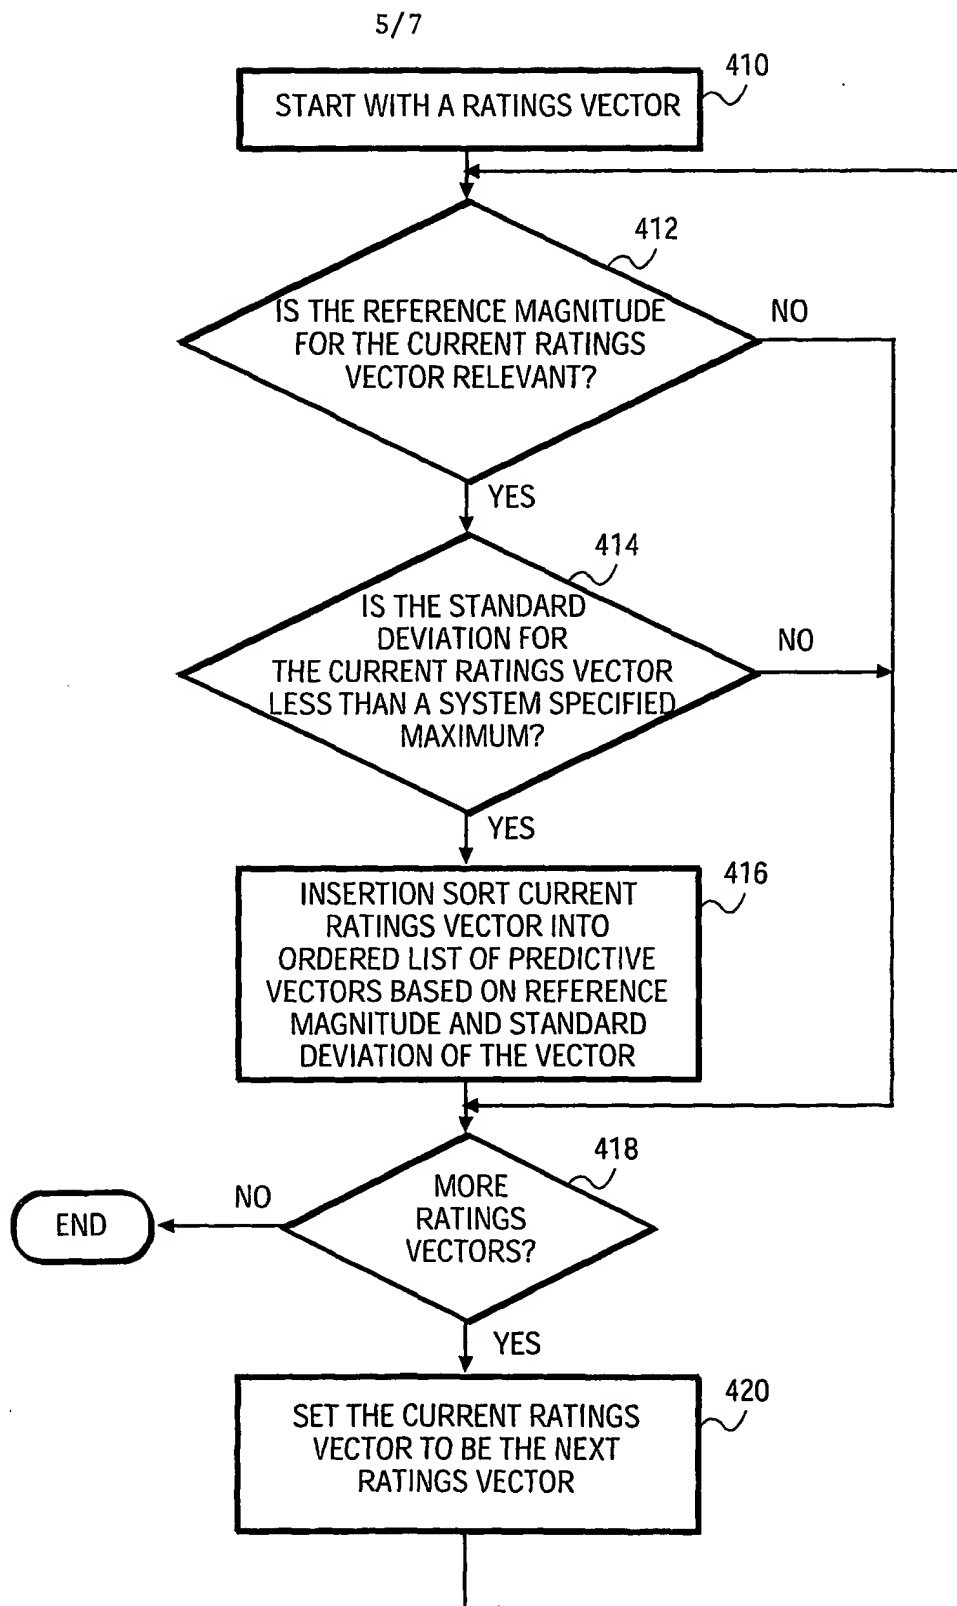 5/7
410
START WITH A RATINGS VECTOR
412
IS THE REFERENCE MAGNITUDE
FOR THE CURRENT RATINGS
VECTOR RELEVANT?
NO
YES
414
IS THE STANDARD
DEVIATION FOR
THE CURRENT RATINGS VECTOR
LESS THAN A SYSTEM SPECIFIED
MAXIMUM?
NO
YES
416
INSERTION SORT CURRENT
RATINGS VECTOR INTO
ORDERED LIST OF PREDICTIVE
VECTORS BASED ON REFERENCE
MAGNITUDE AND STANDARD
DEVIATION OF THE VECTOR
418
MORE
RATINGS
VECTORS?
NO
END
YES
420
SET THE CURRENT RATINGS
VECTOR TO BE THE NEXT
RATINGS VECTOR